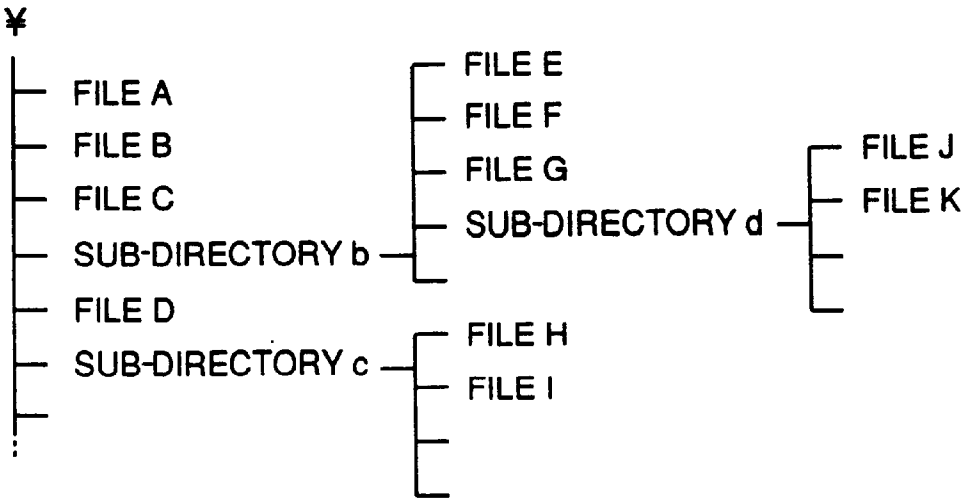 ¥
FILE A
FILE B
FILE C
SUB-DIRECTORY b
FILE D
SUB-DIRECTORY c
FILE E
FILE F
FILE G
SUB-DIRECTORY d
FILE H
FILE I
FILE J
FILE K